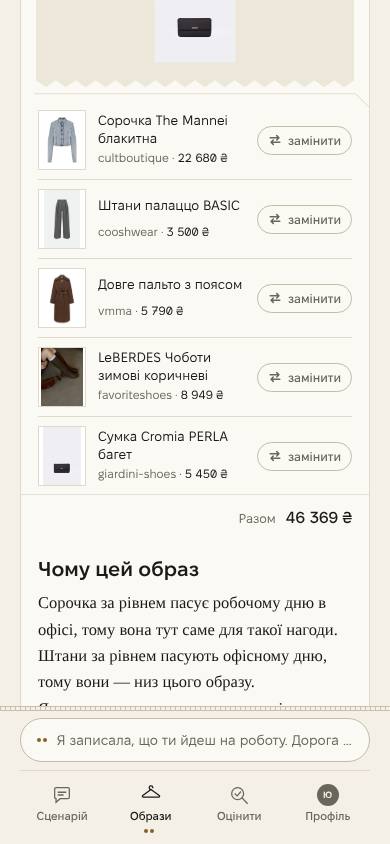 Сорочка The Mannei
блакитна
cultboutique · 22 680 ₴
замінити
Штани палаццо BASIC
cooshwear · 3 500 ₴
замінити
Довге пальто з поясом
vmma · 5 790 ₴
замінити
LeBERDES Чоботи
зимові коричневі
favoriteshoes · 8 949 ₴
замінити
Сумка Cromia PERLA
багет
giardini-shoes · 5 450 ₴
замінити
Разом 46 369 ₴
Чому цей образ
Сорочка за рівнем пасує робочому дню в
офісі, тому вона тут саме для такої нагоди.
Штани за рівнем пасують офісному дню,
тому вони — низ цього образу.
Я записала, що ти йдеш на роботу. Дорога ...
Сценарій
Образи
Оцінити
Ю
Профіль